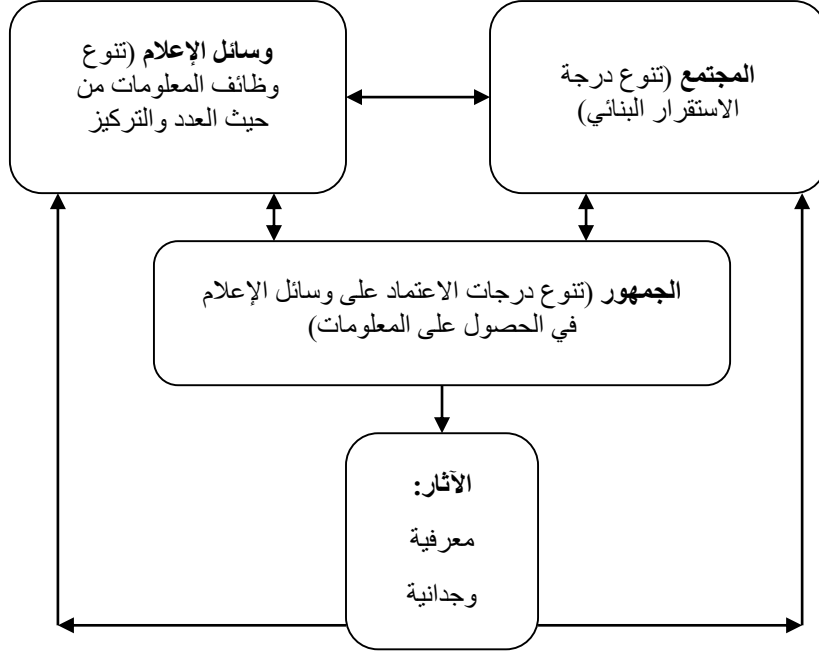 المجتمع (تنوع درجة
الاستقرار البنائي)
وسائل الإعلام (تنوع
وظائف المعلومات من
حيث العدد والتركيز
الجمهور (تنوع درجات الاعتماد على وسائل الإعلام
في الحصول على المعلومات)
الآثار:
معرفية
وجدانية